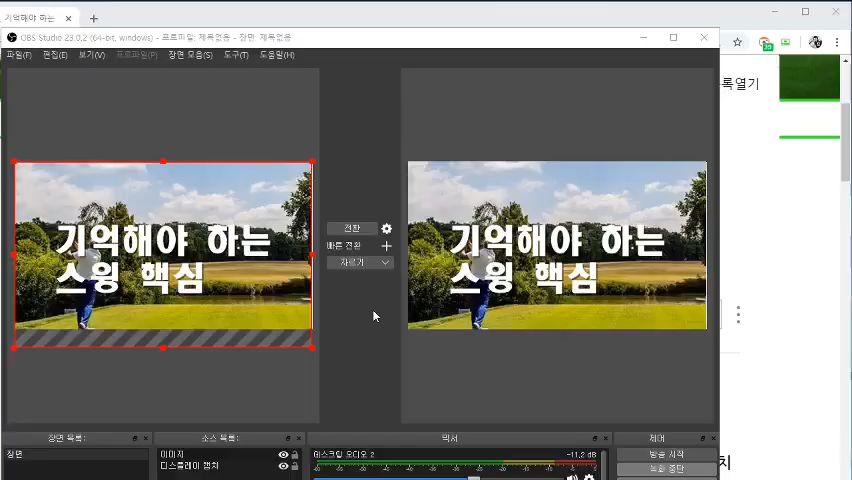 기억해야 하는
OBS Studio 23.0.2 (64-bit, windows) - 프로파일: 제목없음 - 장면: 제목없음
파일(F) 편집(E) 보기(V) 프로파일(P) 장면 모음(S) 도구(T) 도움말(H)
록열기
기억해야 하는
스윙 핵심
전환
빠른 전환
자르기
기억해야 하는
스윙 핵심
장면 목록: 소스 목록: 믹서 제어
장면
이미지
디스플레이 캡쳐
데스크탑 오디오 2 -11.2 dB
방송 시작
녹화 중단
치